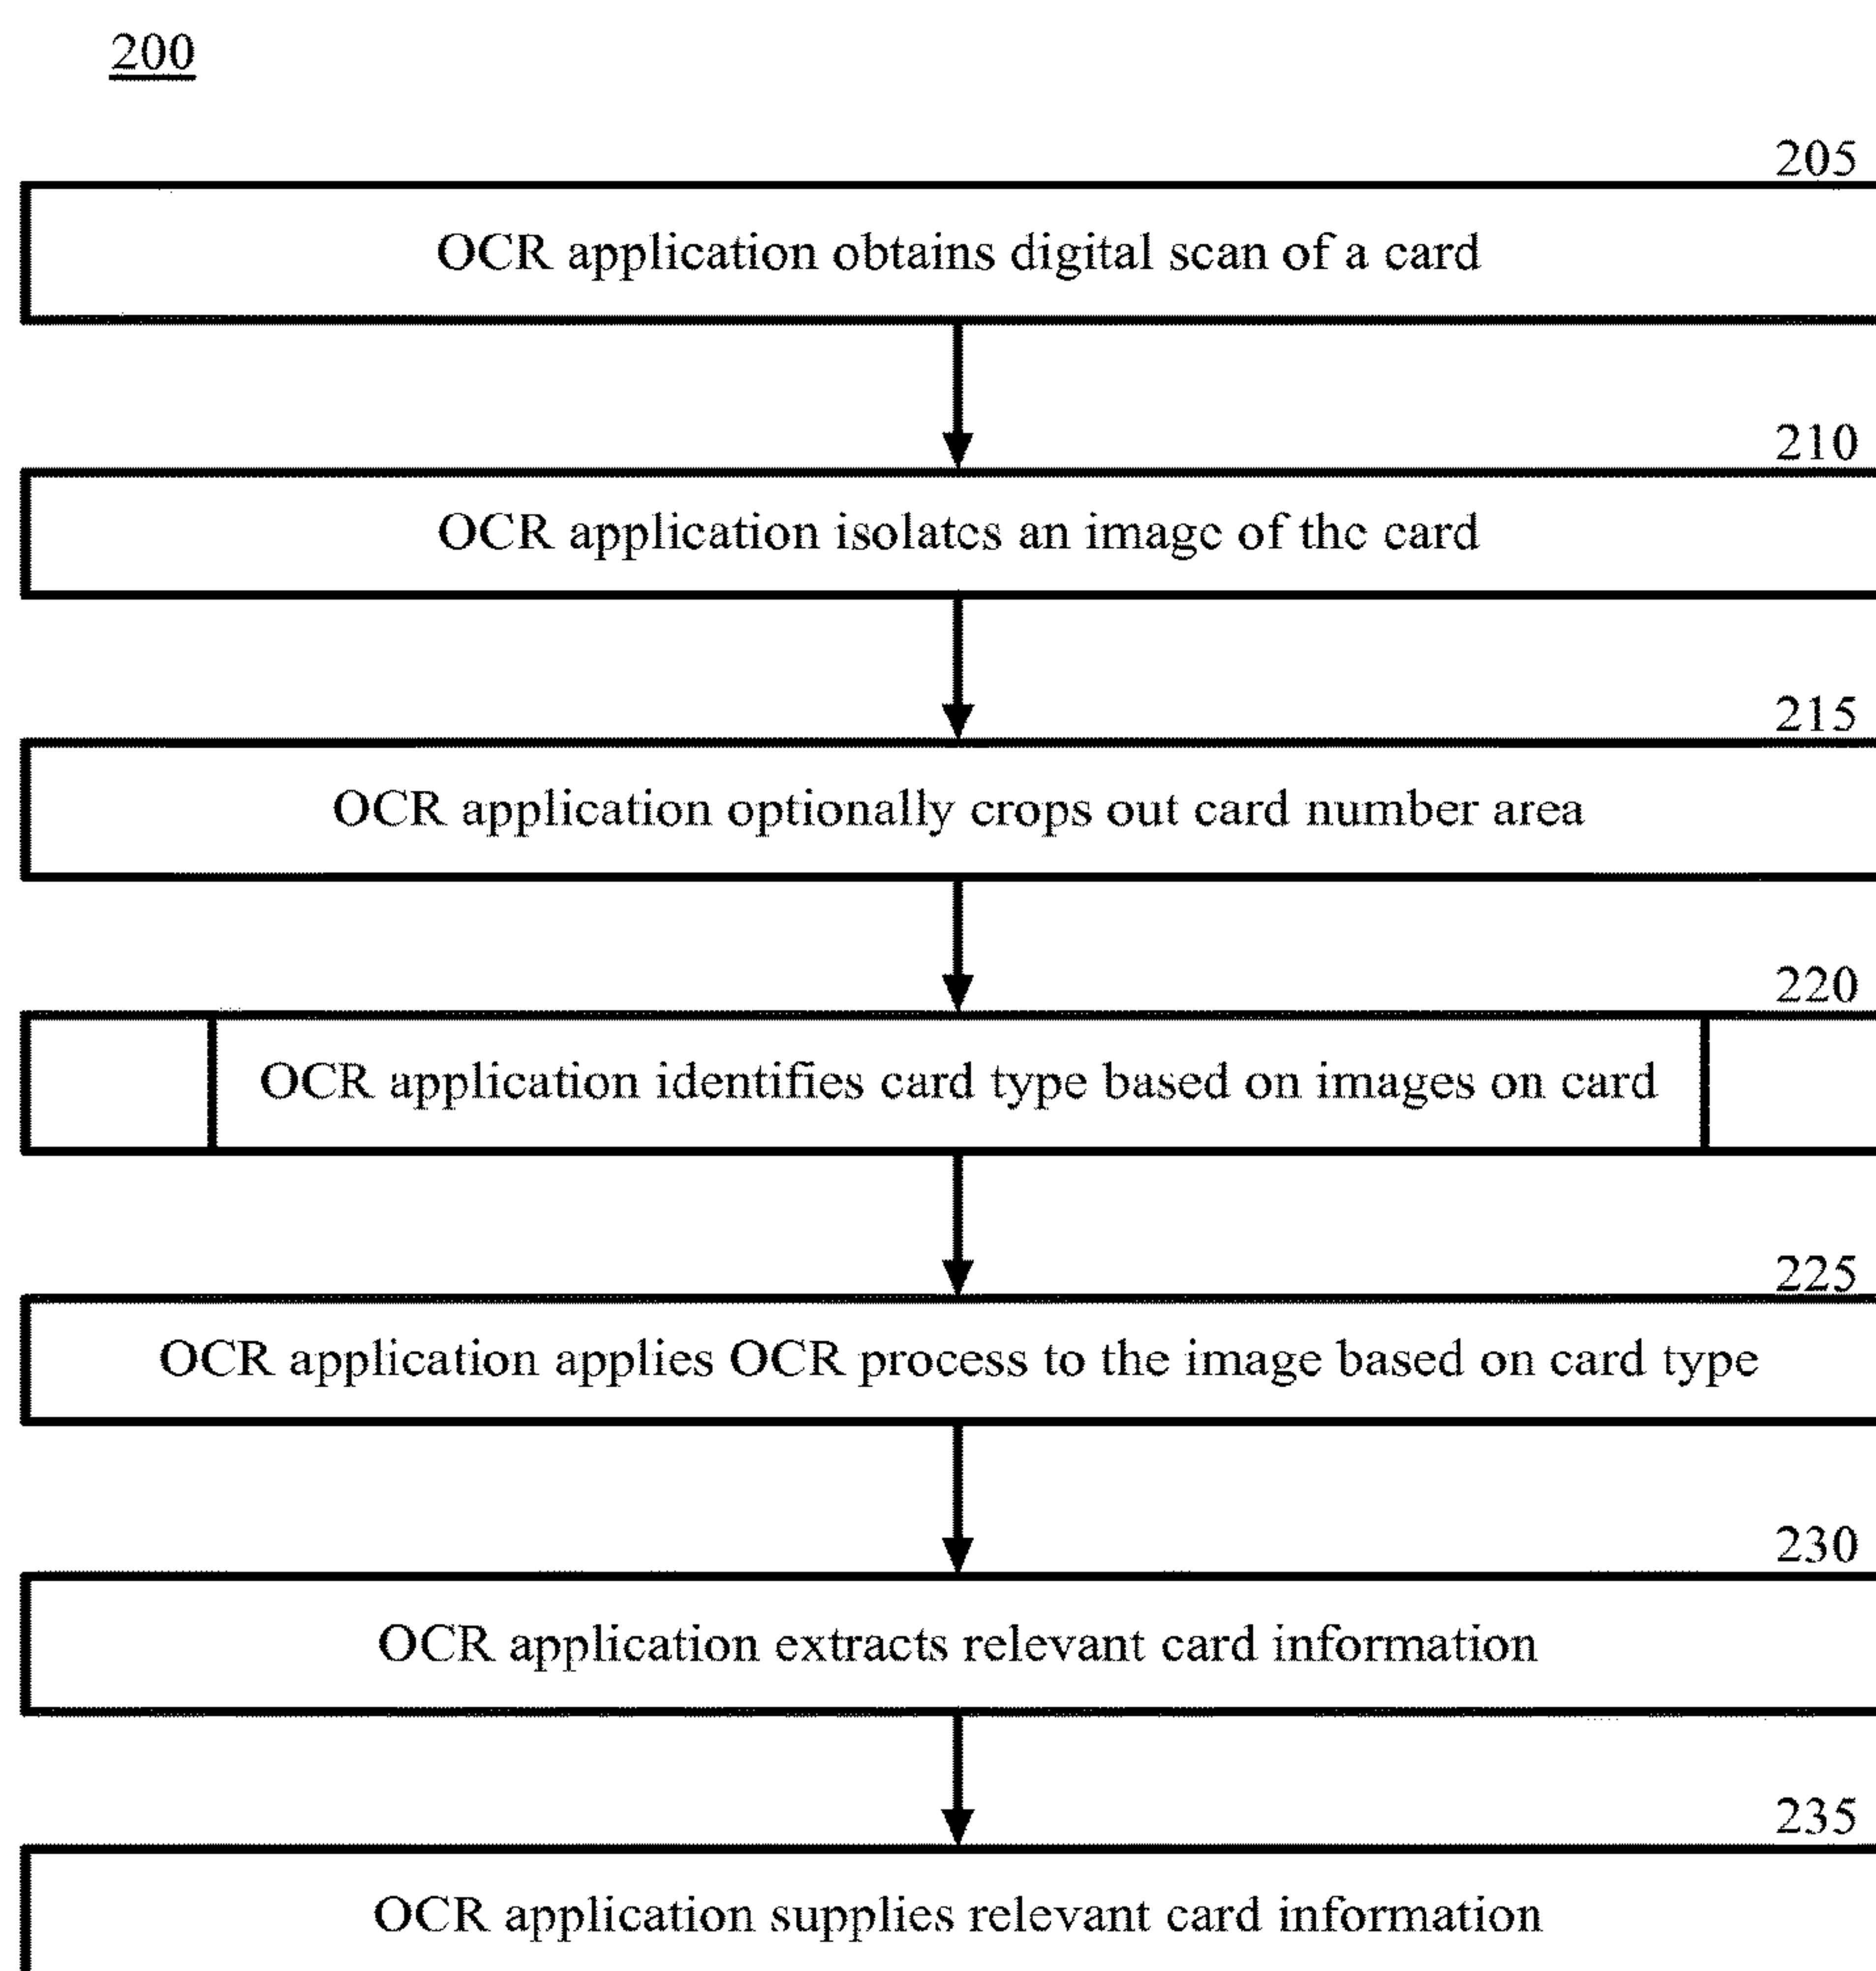 200
205
OCR application obtains digital scan of a card
210
OCR application isolates an image of the card
215
OCR application optionally crops out card number area
220
OCR application identifies card type based on images on card
225
OCR application applies OCR process to the image based on card type
230
OCR application extracts relevant card information
235
OCR application supplies relevant card information